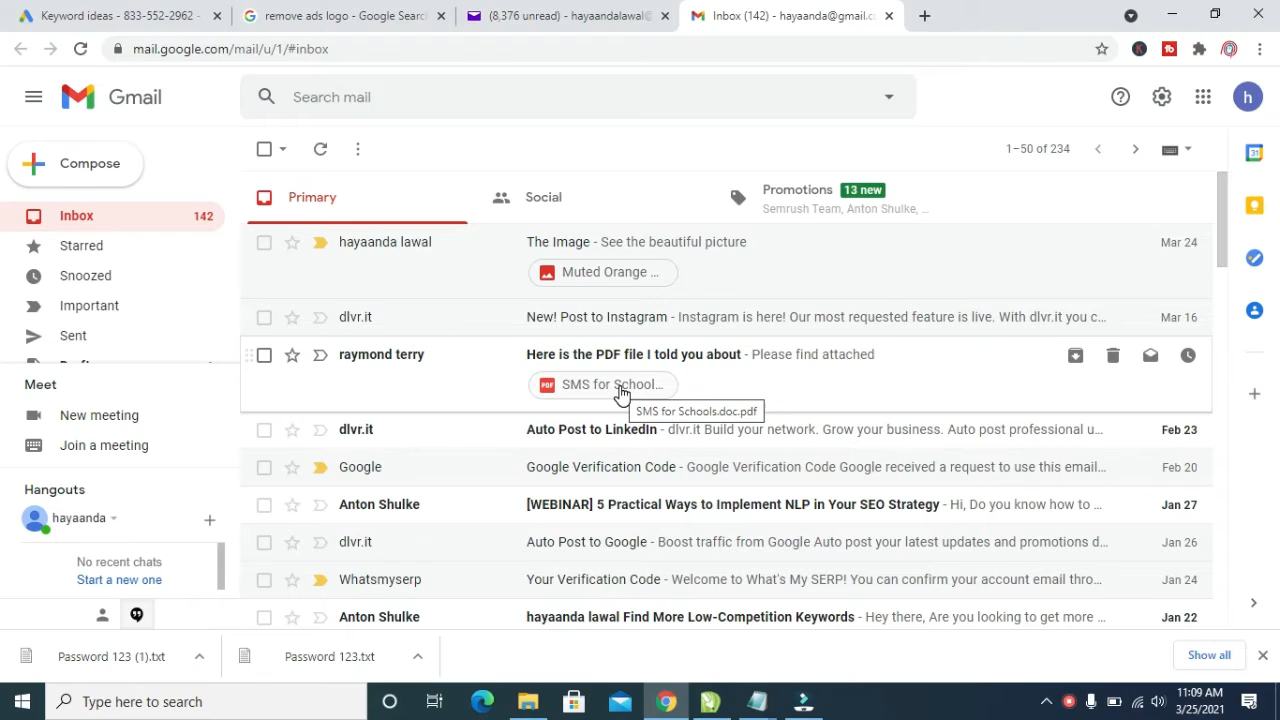 Keyword ideas - 833-552-2962 -
remove ads logo - Google Searc
(8,376 unread) - hayaandalawal@
Inbox (142) - hayaanda@gmail.c
mail.google.com/mail/u/1/#inbox
Gmail
Search mail
h
Compose
1–50 of 234
Primary
Social
Promotions 13 new
Semrush Team, Anton Shulke, ...
31
Inbox 142
Starred
Snoozed
Important
Sent
Meet
New meeting
Join a meeting
Hangouts
hayaanda
No recent chats
Start a new one
hayaanda lawal The Image - See the beautiful picture Mar 24
Muted Orange ...
dlvr.it New! Post to Instagram - Instagram is here! Our most requested feature is live. With dlvr.it you c... Mar 16
raymond terry Here is the PDF file I told you about - Please find attached
PDF SMS for School...
SMS for Schools.doc.pdf
dlvr.it Auto Post to LinkedIn - dlvr.it Build your network. Grow your business. Auto post professional u... Feb 23
Google Google Verification Code - Google Verification Code Google received a request to use this email... Feb 20
Anton Shulke [WEBINAR] 5 Practical Ways to Implement NLP in Your SEO Strategy - Hi, Do you know how to ... Jan 27
dlvr.it Auto Post to Google - Boost traffic from Google Auto post your latest updates and promotions d... Jan 26
Whatsmyserp Your Verification Code - Welcome to What's My SERP! You can confirm your account email thro... Jan 24
Anton Shulke hayaanda lawal Find More Low-Competition Keywords - Hey there, Are you looking to get more ... Jan 22
Password 123 (1).txt
Password 123.txt
Show all
Type here to search
11:09 AM
3/25/2021